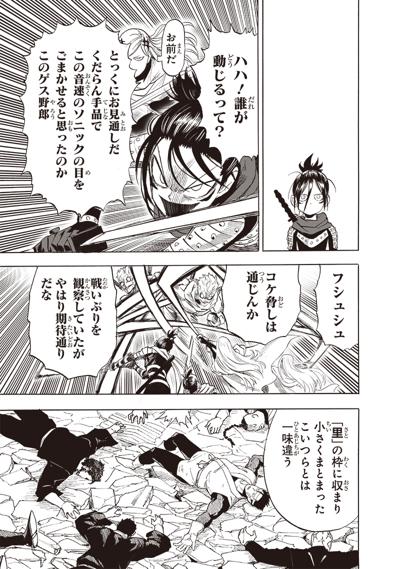 ハハ！誰が
動じるって？
お前だ
とっくにお見通しだ
くだらん手品で
この音速のソニックの目を
ごまかせると思ったのか
このゲス野郎
フシュシュ
コケ脅しは
通じんか
戦いぶりを
観察していたが
やはり期待通り
だな
「里」の枠に収まり
小さくまとまった
こいつらとは
一味違う